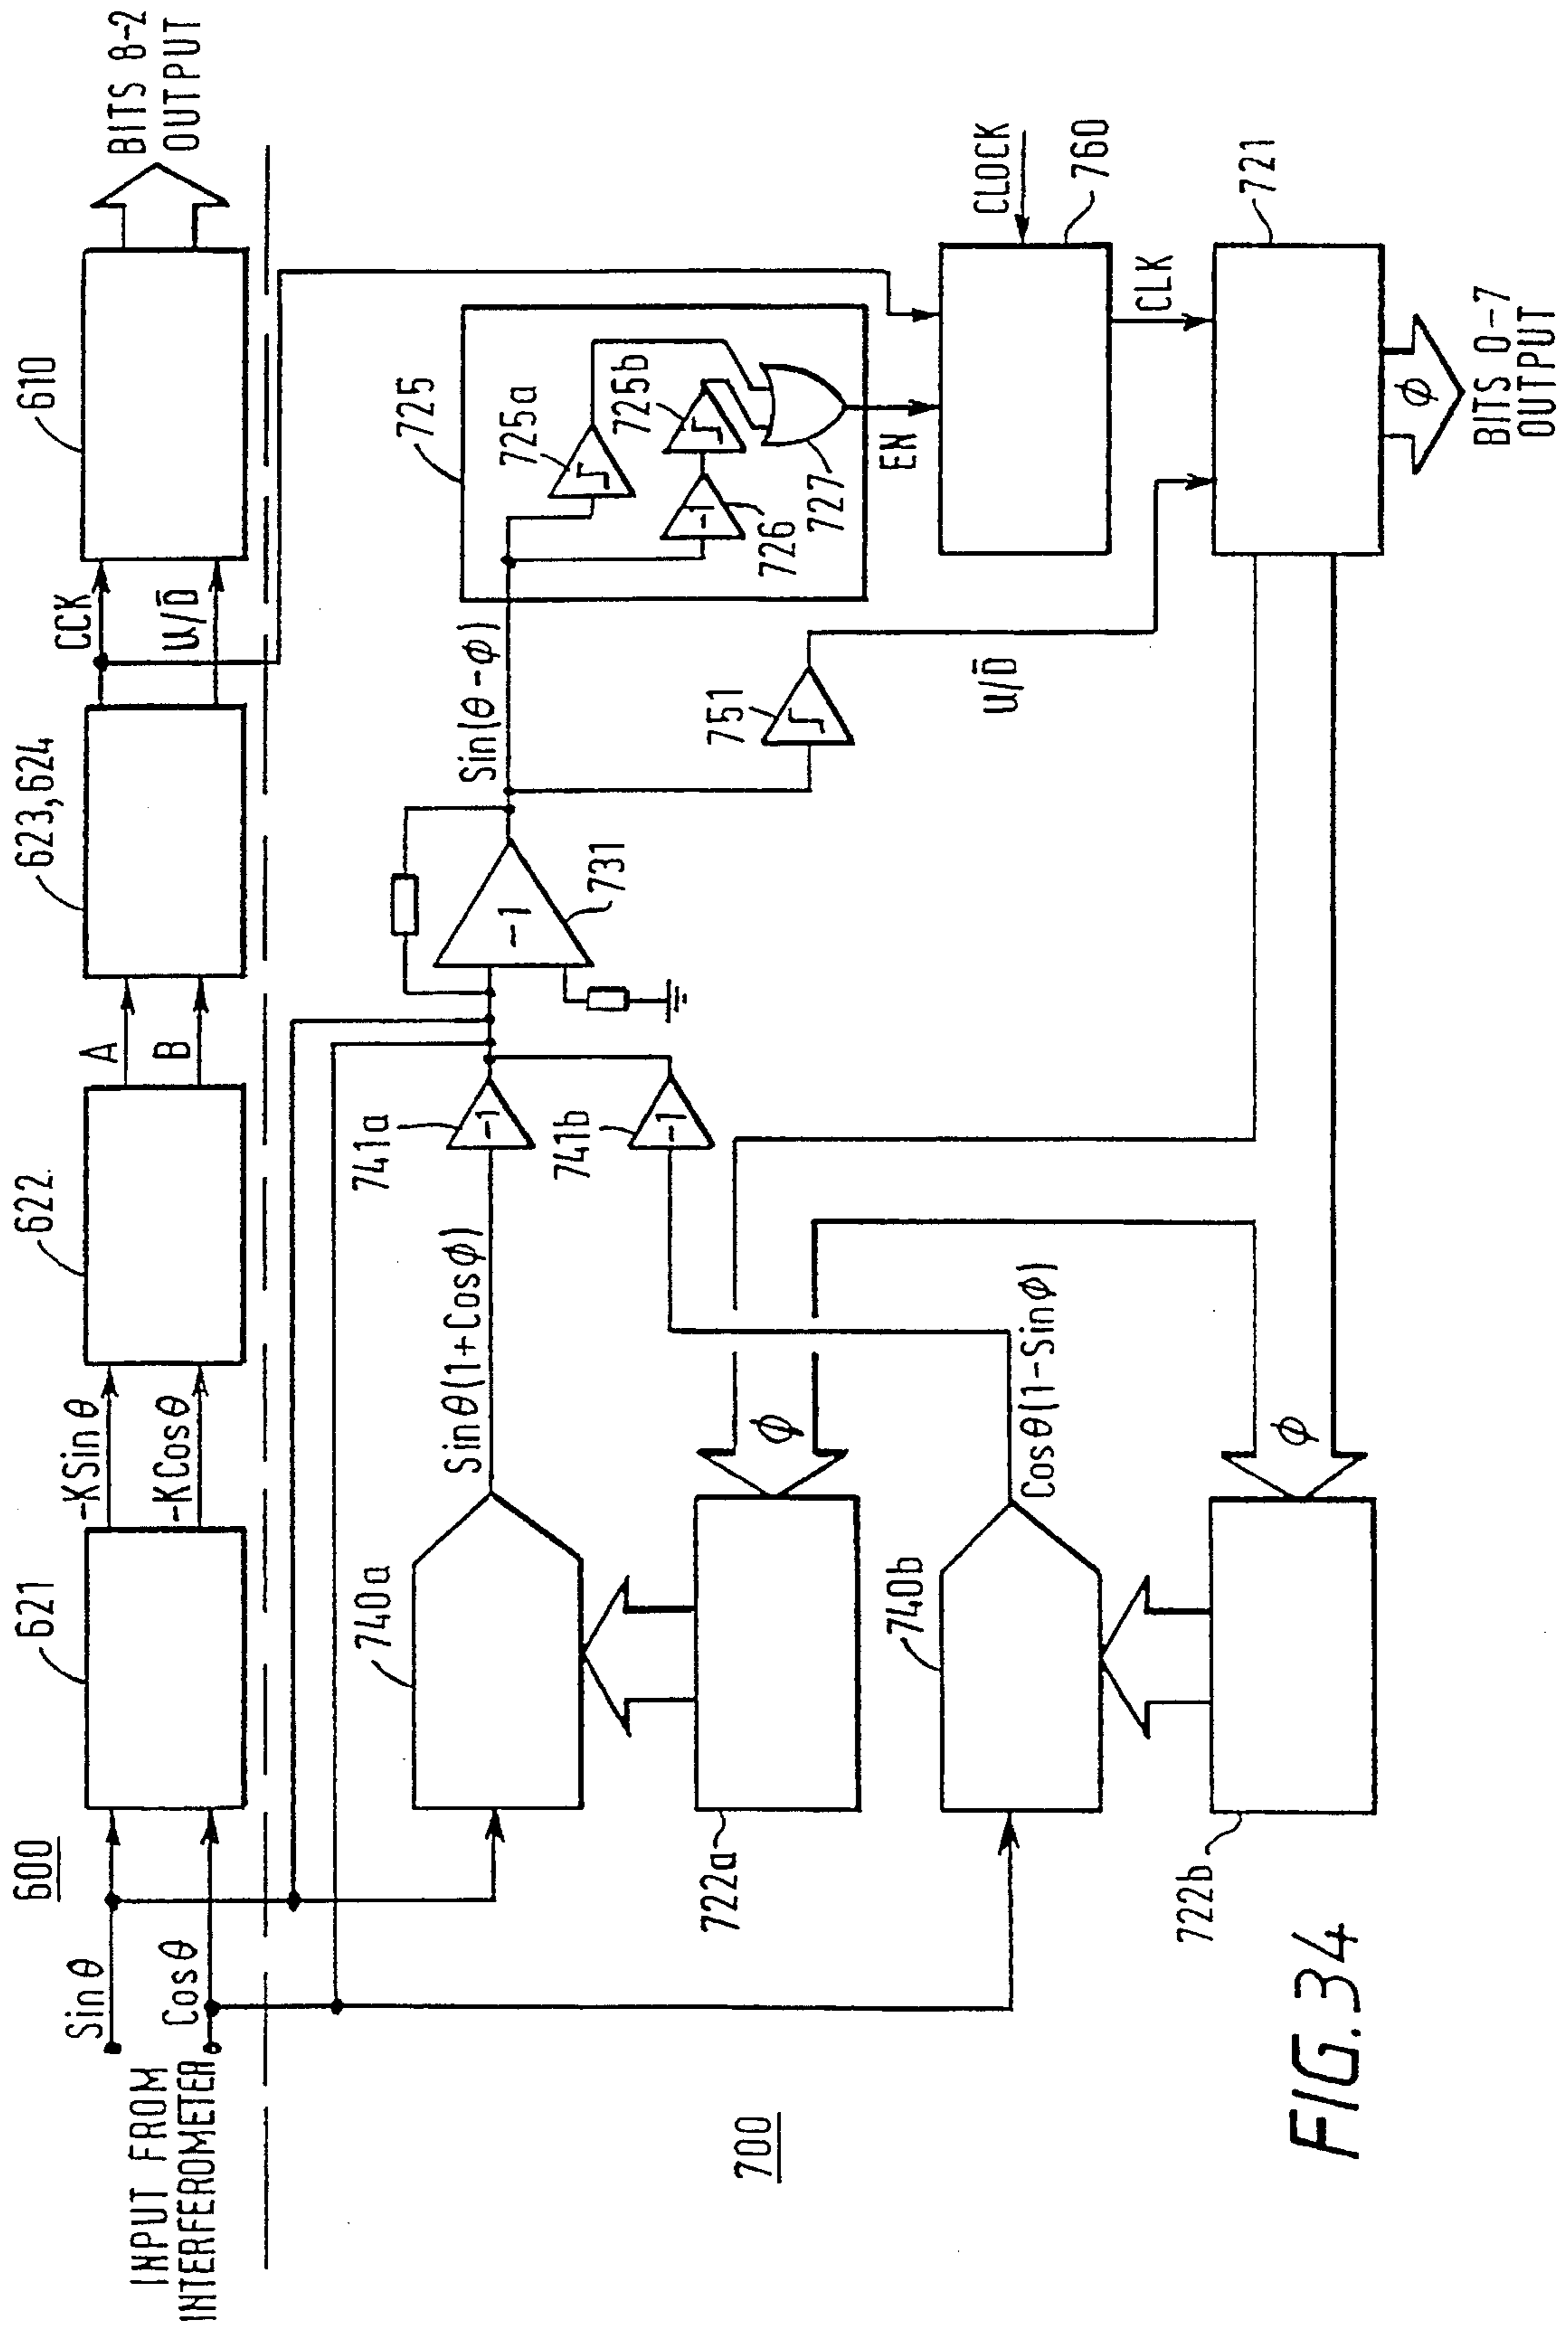 600
INPUT FROM
INTERFEROMETER
Sinθ
Cosθ
621
-KSinθ
-KCosθ
622
A
B
623,624
CCK
U/D̄
610
BITS 8-2
OUTPUT
700
740a
Sinθ(1+Cosϕ)
741a
-1
741b
-1
-1
731
Sin(θ-ϕ)
751
U/D̄
725
725a
725b
-1
726
727
EN
CLOCK
760
CLK
722a
ϕ
740b
Cosθ(1-Sinϕ)
722b
ϕ
721
ϕ
BITS 0-7
OUTPUT
FIG.34